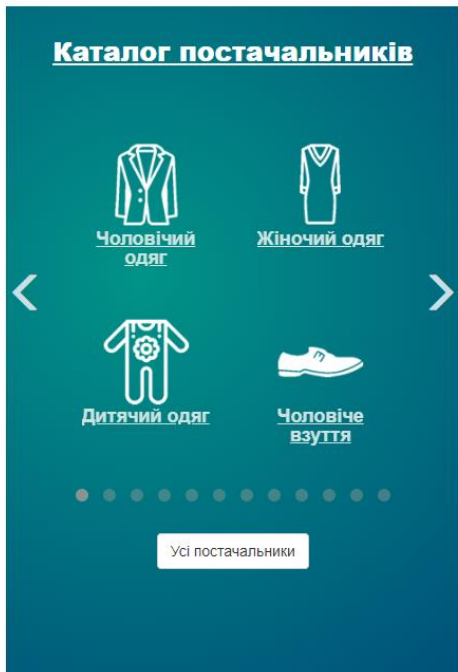 Каталог постачальників
Чоловічий
одяг
Жіночий одяг
Дитячий одяг
Чоловіче
взуття
Усі постачальники